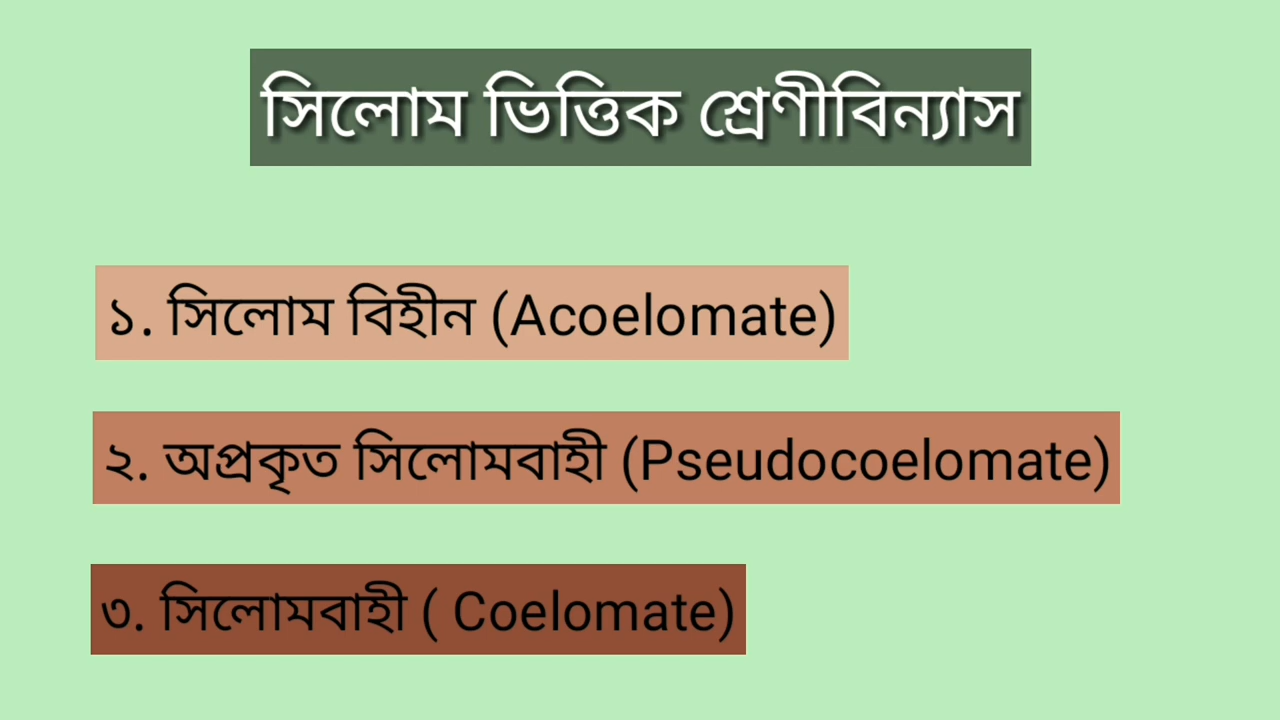 সিলোম ভিত্তিক শ্রেণীবিন্যাস
১. সিলোম বিহীন (Acoelomate)
২. অপ্রকৃত সিলোমবাহী (Pseudocoelomate)
৩. সিলোমবাহী ( Coelomate)